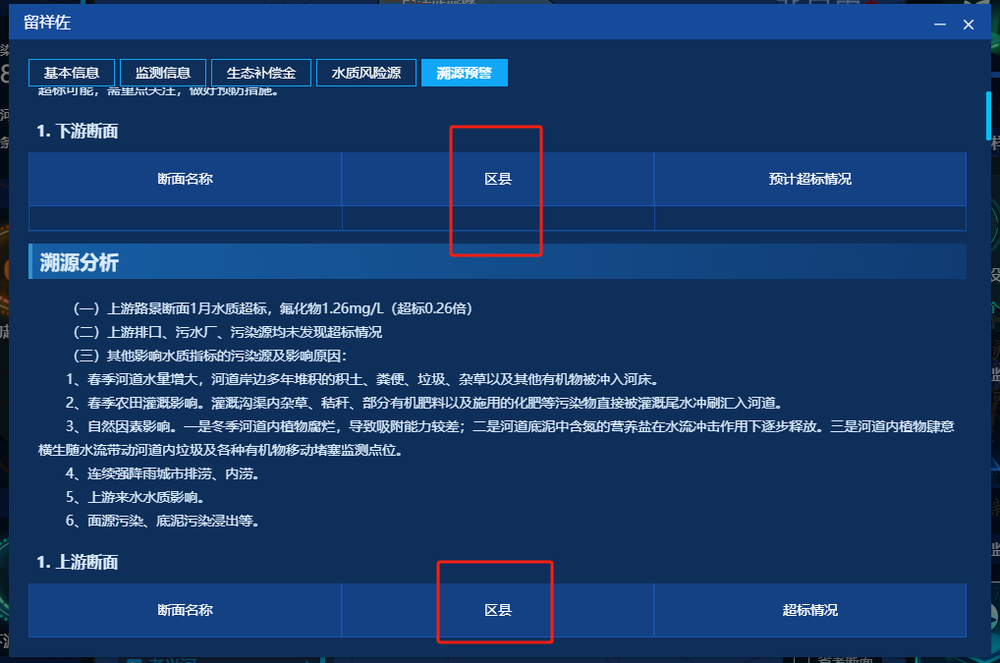 留祥佐
基本信息 监测信息 生态补偿金 水质风险源 溯源预警
超标可能，需重点关注，做好预防措施。
1. 下游断面
断面名称 区县 预计超标情况
溯源分析
（一）上游路景断面1月水质超标，氟化物1.26mg/L（超标0.26倍）
（二）上游排口、污水厂、污染源均未发现超标情况
（三）其他影响水质指标的污染源及影响原因：
1、春季河道水量增大，河道岸边多年堆积的积土、粪便、垃圾、杂草以及其他有机物被冲入河床。
2、春季农田灌溉影响。灌溉沟渠内杂草、秸秆、部分有机肥料以及施用的化肥等污染物直接被灌溉尾水冲刷汇入河道。
3、自然因素影响。一是冬季河道内植物腐烂，导致吸附能力较差；二是河道底泥中含氮的营养盐在水流冲击作用下逐步释放。三是河道内植物肆意
横生随水流带动河道内垃圾及各种有机物移动堵塞监测点位。
4、连续强降雨城市排涝、内涝。
5、上游来水水质影响。
6、面源污染、底泥污染浸出等。
1. 上游断面
断面名称 区县 超标情况